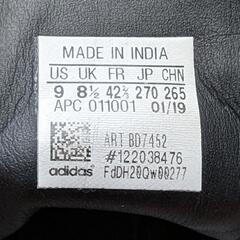 MADE IN INDIA
US UK FR JP CHN
9 8½ 42⅔ 270 265
APC 011001 01/19
ART BD7452
#122038476
adidas FdDH20Qw00277